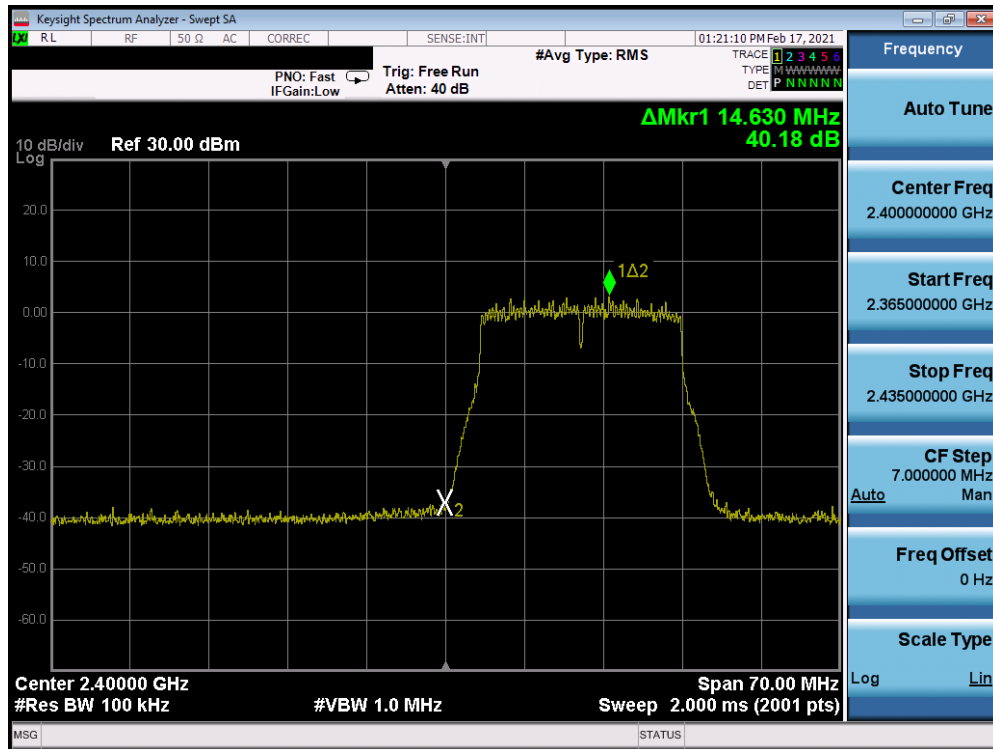 Keysight Spectrum Analyzer - Swept SA
LXI RL RF 50 Ω AC CORREC SENSE:INT 01:21:10 PM Feb 17, 2021
#Avg Type: RMS
TRACE 1 2 3 4 5 6
PNO: Fast Trig: Free Run
TYPE M WWWWW
IFGain:Low Atten: 40 dB
DET P N N N N N
ΔMkr1 14.630 MHz
40.18 dB
10 dB/div Ref 30.00 dBm
Log
20.0
10.0
1Δ2
0.00
-10.0
-20.0
-30.0
-40.0
2
-50.0
-60.0
Center 2.40000 GHz Span 70.00 MHz
#Res BW 100 kHz #VBW 1.0 MHz Sweep 2.000 ms (2001 pts)
MSG STATUS
Frequency
Auto Tune
Center Freq
2.400000000 GHz
Start Freq
2.365000000 GHz
Stop Freq
2.435000000 GHz
CF Step
7.000000 MHz
Auto Man
Freq Offset
0 Hz
Scale Type
Log Lin